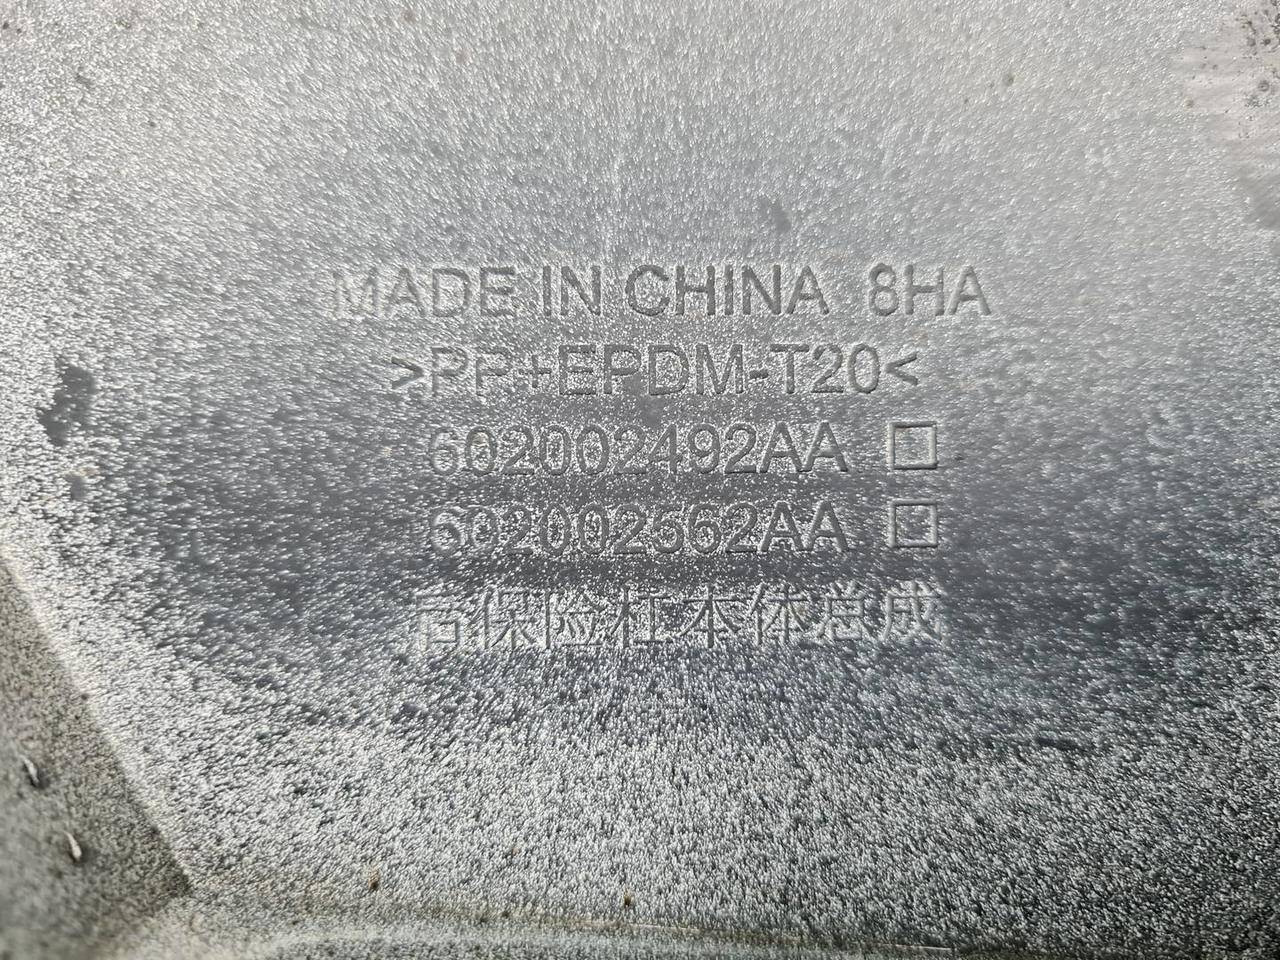 MADE IN CHINA 8HA
>PP+EPDM-T20<
602002492AA □
602002562AA □
后保险杠本体总成